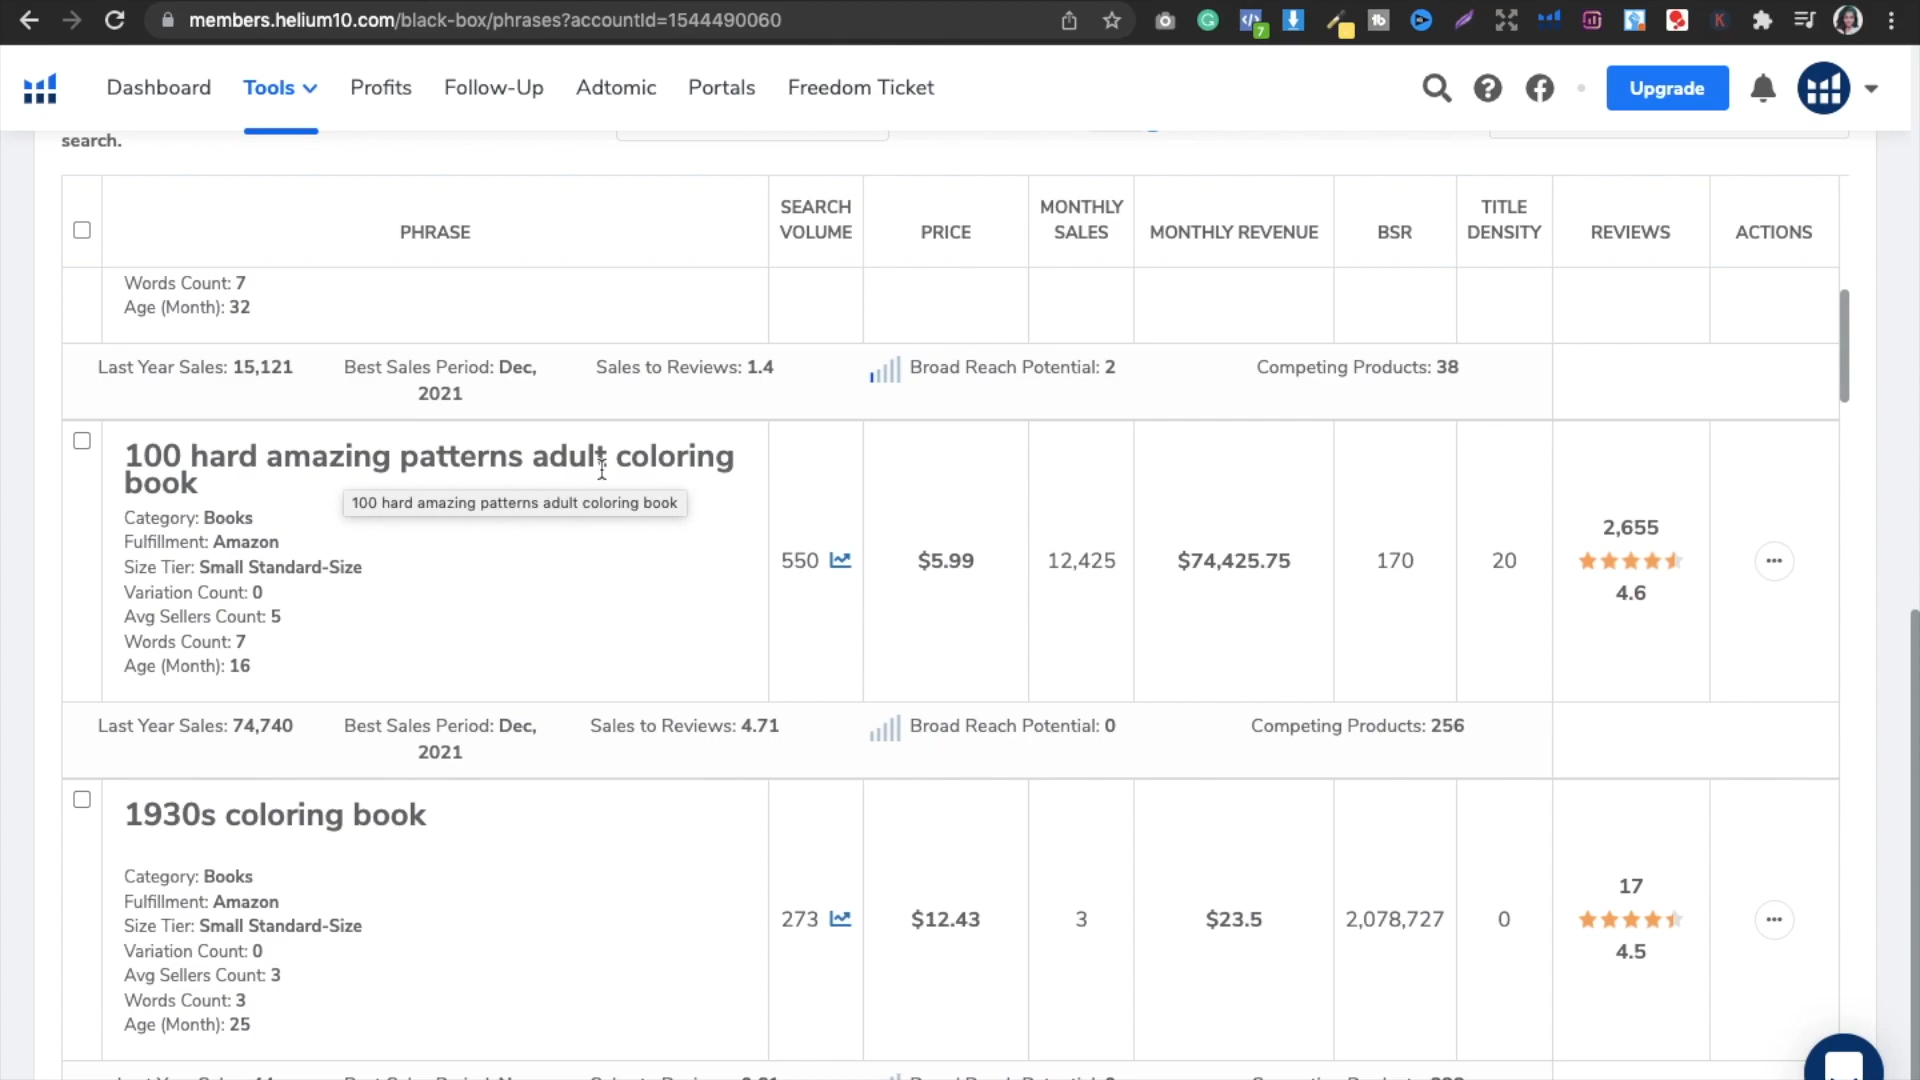 members.helium10.com/black-box/phrases?accountId=1544490060
7
Dashboard
Tools
Profits
Follow-Up
Adtomic
Portals
Freedom Ticket
Upgrade
search.
PHRASE
SEARCH
VOLUME
PRICE
MONTHLY
SALES
MONTHLY REVENUE
BSR
TITLE
DENSITY
REVIEWS
ACTIONS
Words Count: 7
Age (Month): 32
Last Year Sales: 15,121
Best Sales Period: Dec,
2021
Sales to Reviews: 1.4
Broad Reach Potential: 2
Competing Products: 38
100 hard amazing patterns adult coloring
book
100 hard amazing patterns adult coloring book
Category: Books
Fulfillment: Amazon
Size Tier: Small Standard-Size
Variation Count: 0
Avg Sellers Count: 5
Words Count: 7
Age (Month): 16
550
$5.99
12,425
$74,425.75
170
20
2,655
4.6
Last Year Sales: 74,740
Best Sales Period: Dec,
2021
Sales to Reviews: 4.71
Broad Reach Potential: 0
Competing Products: 256
1930s coloring book
Category: Books
Fulfillment: Amazon
Size Tier: Small Standard-Size
Variation Count: 0
Avg Sellers Count: 3
Words Count: 3
Age (Month): 25
273
$12.43
3
$23.5
2,078,727
0
17
4.5